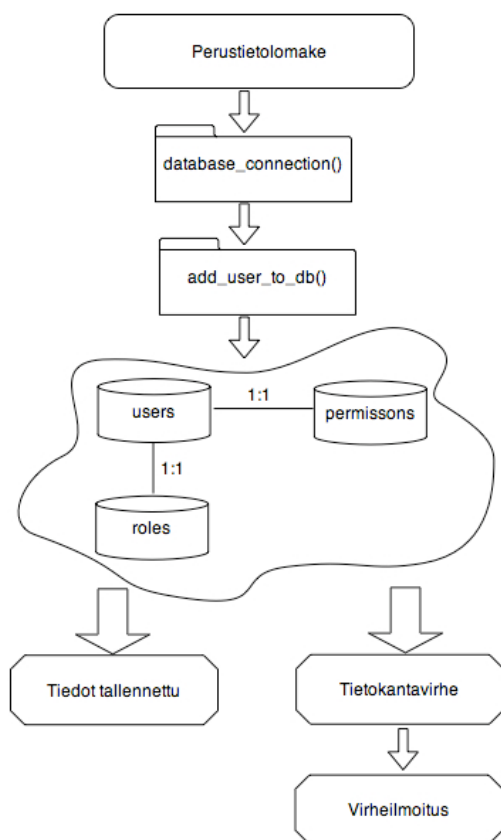 Perustietolomake
database_connection()
add_user_to_db()
users
1:1
permissons
1:1
roles
Tiedot tallennettu
Tietokantavirhe
Virheilmoitus